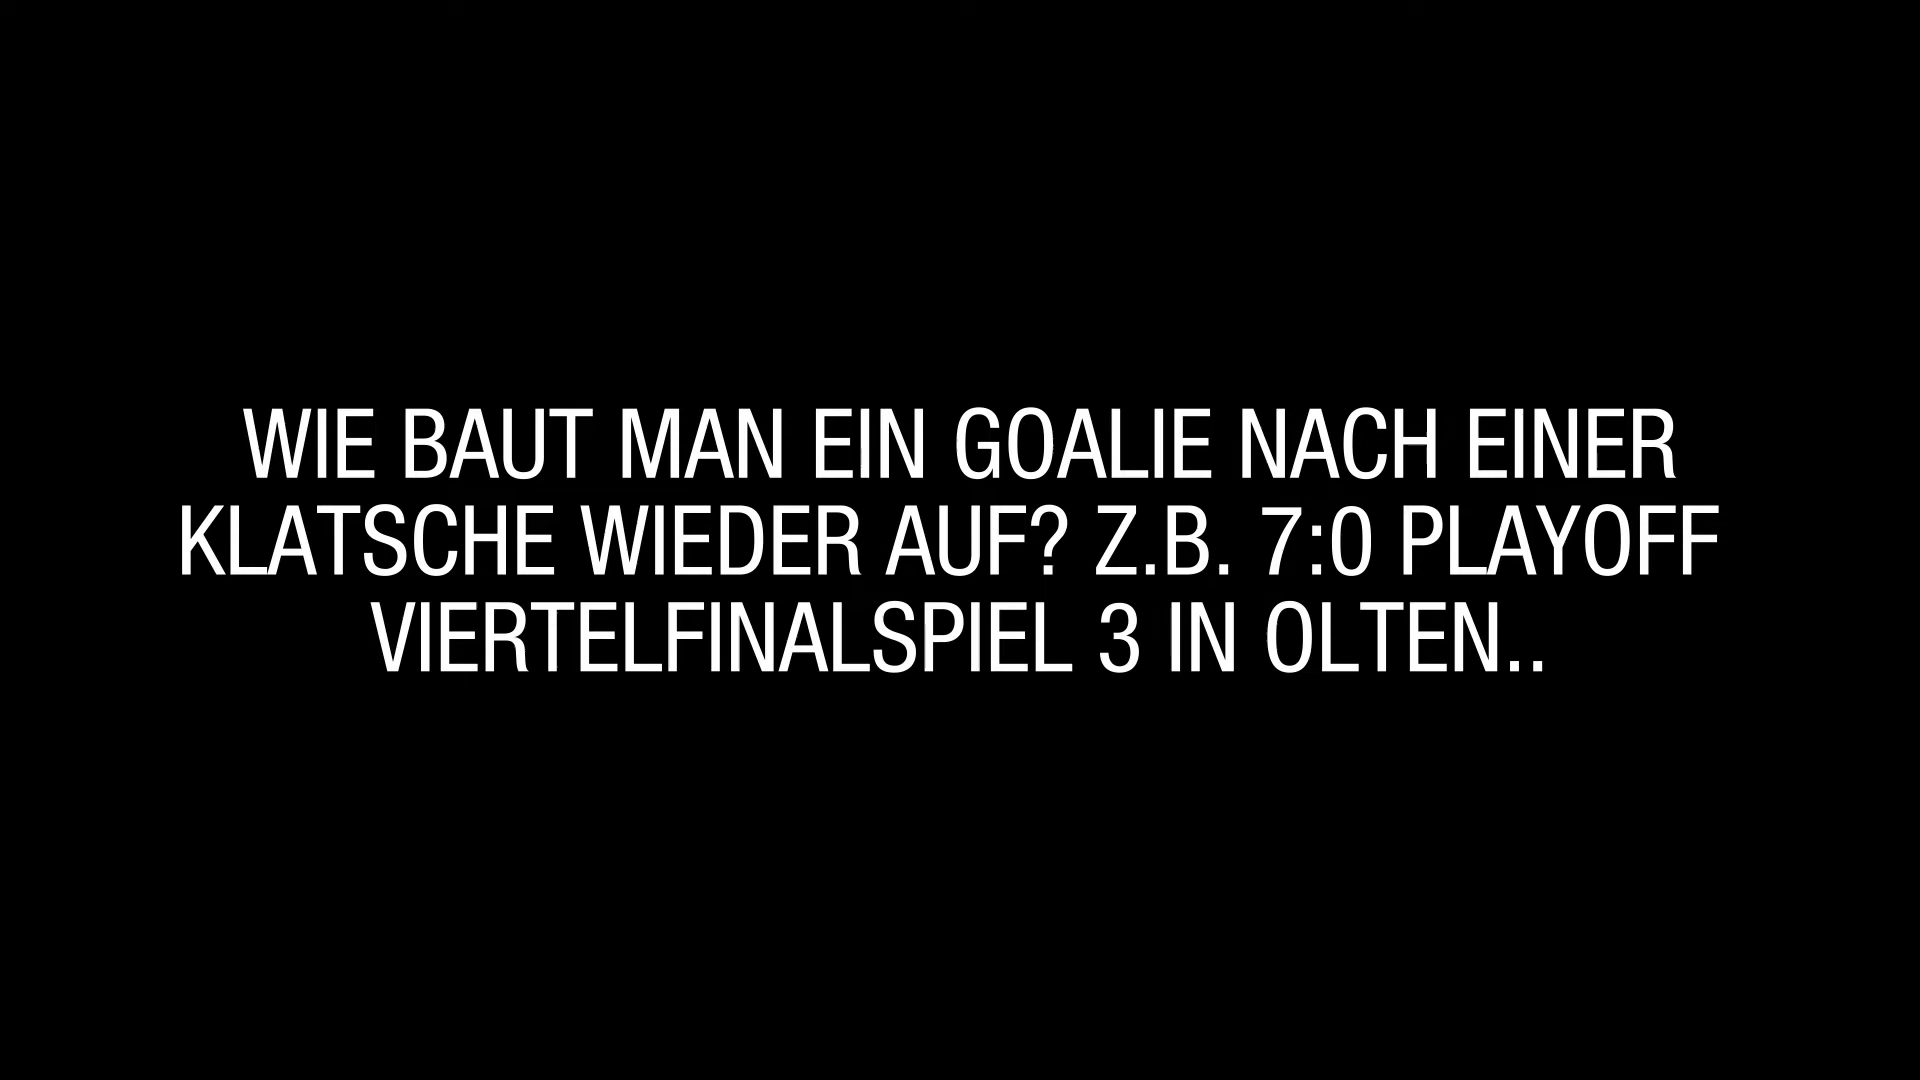 WIE BAUT MAN EIN GOALIE NACH EINER
KLATSCHE WIEDER AUF? Z.B. 7:0 PLAYOFF
VIERTELFINALSPIEL 3 IN OLTEN..